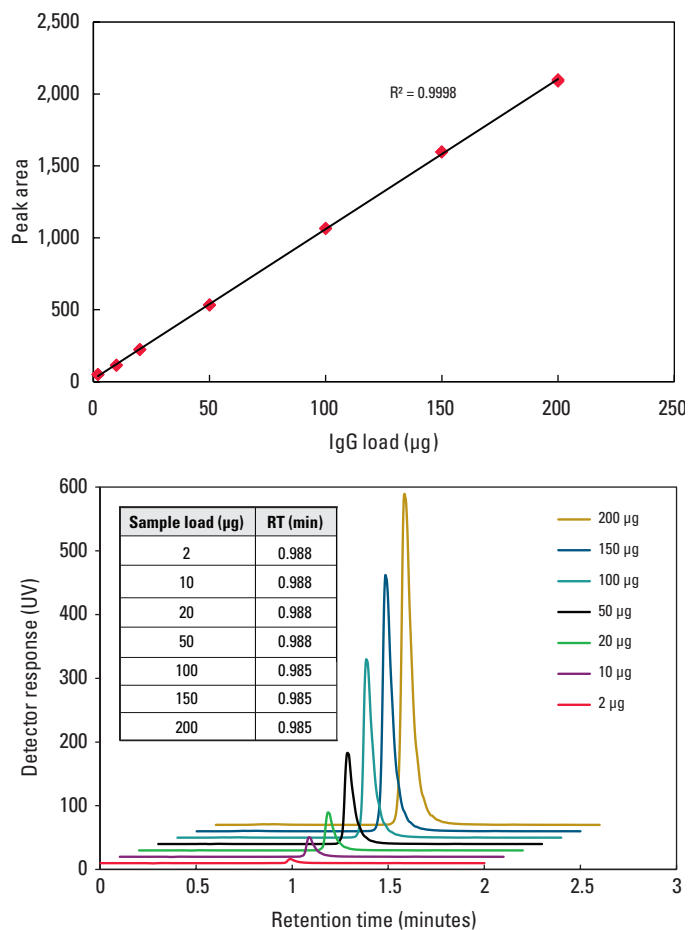 2,500
2,000
1,500
1,000
500
0
Peak area
R² = 0.9998
0 50 100 150 200 250
IgG load (µg)
600
500
400
300
200
100
0
Detector response (UV)
Sample load (µg) RT (min)
2 0.988
10 0.988
20 0.988
50 0.988
100 0.985
150 0.985
200 0.985
200 µg
150 µg
100 µg
50 µg
20 µg
10 µg
2 µg
0 0.5 1 1.5 2 2.5 3
Retention time (minutes)